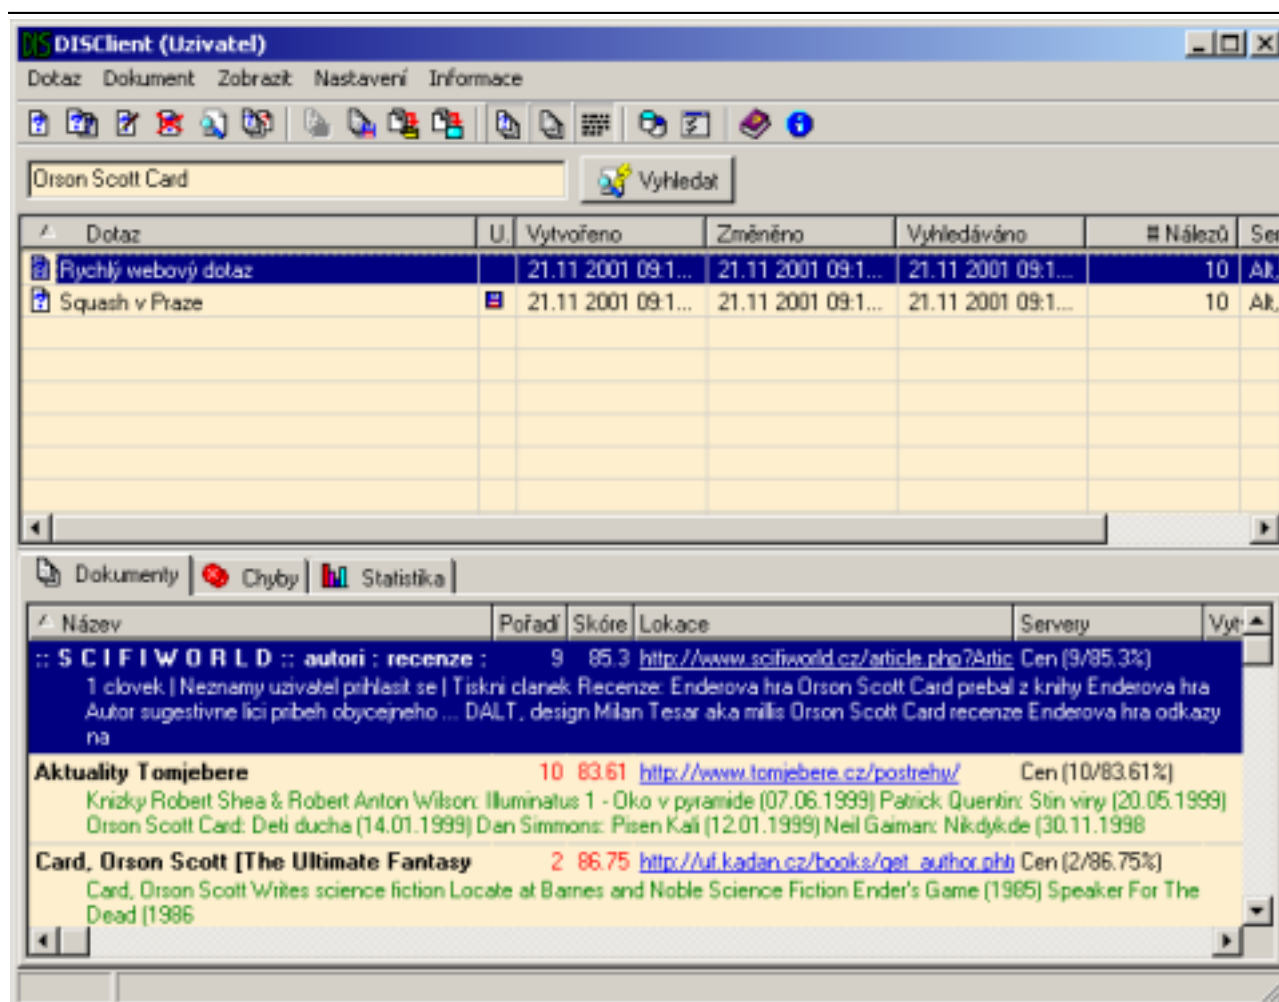 DIS DISClient (Uzivatel)
Dotaz Dokument Zobrazit Nastavení Informace
Orson Scott Card Vyhledat
Dotaz U. Vytvořeno Změněno Vyhledáváno # Nálezů Ser
Rychlý webový dotaz 21.11 2001 09:1... 21.11 2001 09:1... 21.11 2001 09:1... 10 Alt,
Squash v Praze 21.11 2001 09:1... 21.11 2001 09:1... 21.11 2001 09:1... 10 Alt,
Dokumenty Chyby Statistika
Název Pořadí Skóre Lokace Servery Vyt
:: S C I F I W O R L D :: autori : recenze : 9 85.3 http://www.scifiworld.cz/article.php?Artic Cen (9/85.3%)
1 clovek | Neznamy uzivatel prihlasit se | Tiskni clanek Recenze: Enderova hra Orson Scott Card prebal z knihy Enderova hra
Autor sugestivne lici pribeh obycejneho ... DALT, design Milan Tesar aka millis Orson Scott Card recenze Enderova hra odkazy
na
Aktuality Tomjebere 10 83.61 http://www.tomjebere.cz/postrehy/ Cen (10/83.61%)
Knizky Robert Shea & Robert Anton Wilson: Illuminatus 1 - Oko v pyramide (07.06.1999) Patrick Quentin: Stin viny (20.05.1999)
Orson Scott Card: Deti ducha (14.01.1999) Dan Simmons: Pisen Kali (12.01.1999) Neil Gaiman: Nikdykde (30.11.1998
Card, Orson Scott [The Ultimate Fantasy 2 86.75 http://uf.kadan.cz/books/get_author.pht Cen (2/86.75%)
Card, Orson Scott Writes science fiction Locate at Barnes and Noble Science Fiction Ender's Game (1985) Speaker For The
Dead (1986